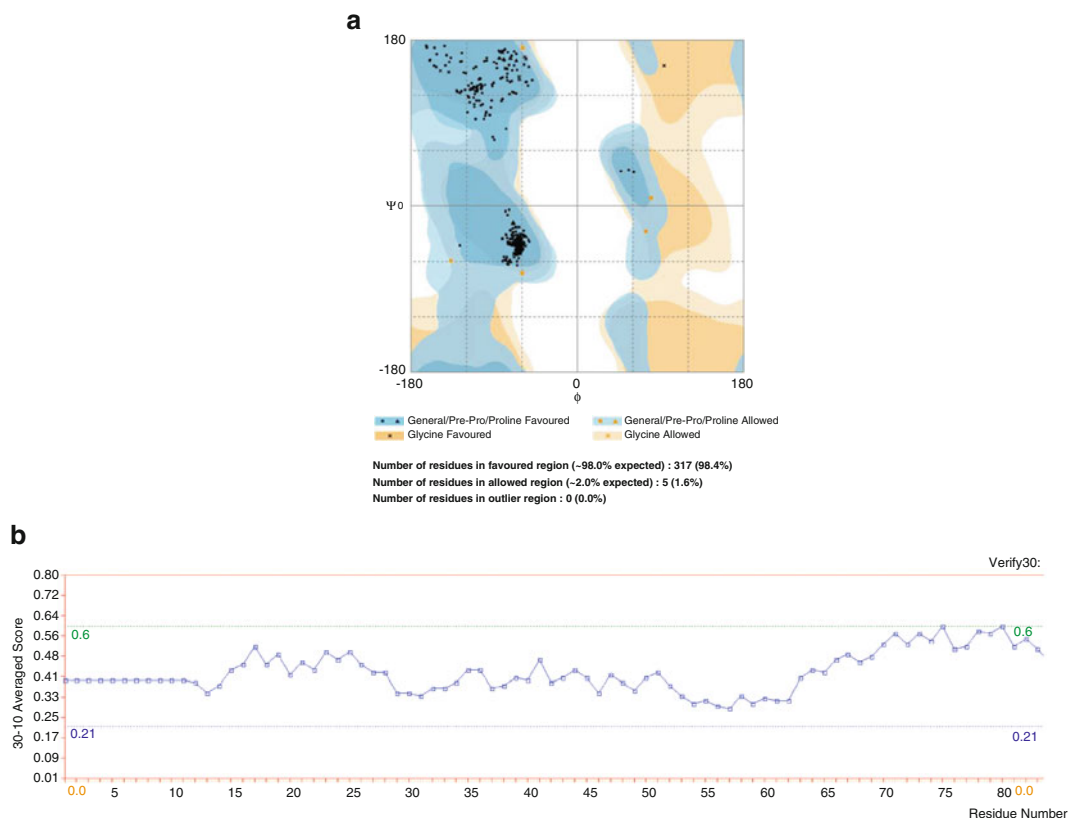 a
180
Ψ 0
-180
-180 0 180
ϕ
General/Pre-Pro/Proline Favoured General/Pre-Pro/Proline Allowed
Glycine Favoured Glycine Allowed
Number of residues in favoured region (~98.0% expected) : 317 (98.4%)
Number of residues in allowed region (~2.0% expected) : 5 (1.6%)
Number of residues in outlier region : 0 (0.0%)
b
Verify30:
30-10 Averaged Score
0.80
0.72
0.64
0.6 0.6
0.56
0.48
0.41
0.33
0.25
0.21 0.21
0.17
0.09
0.01
0.0 5 10 15 20 25 30 35 40 45 50 55 60 65 70 75 80 0.0
Residue Number